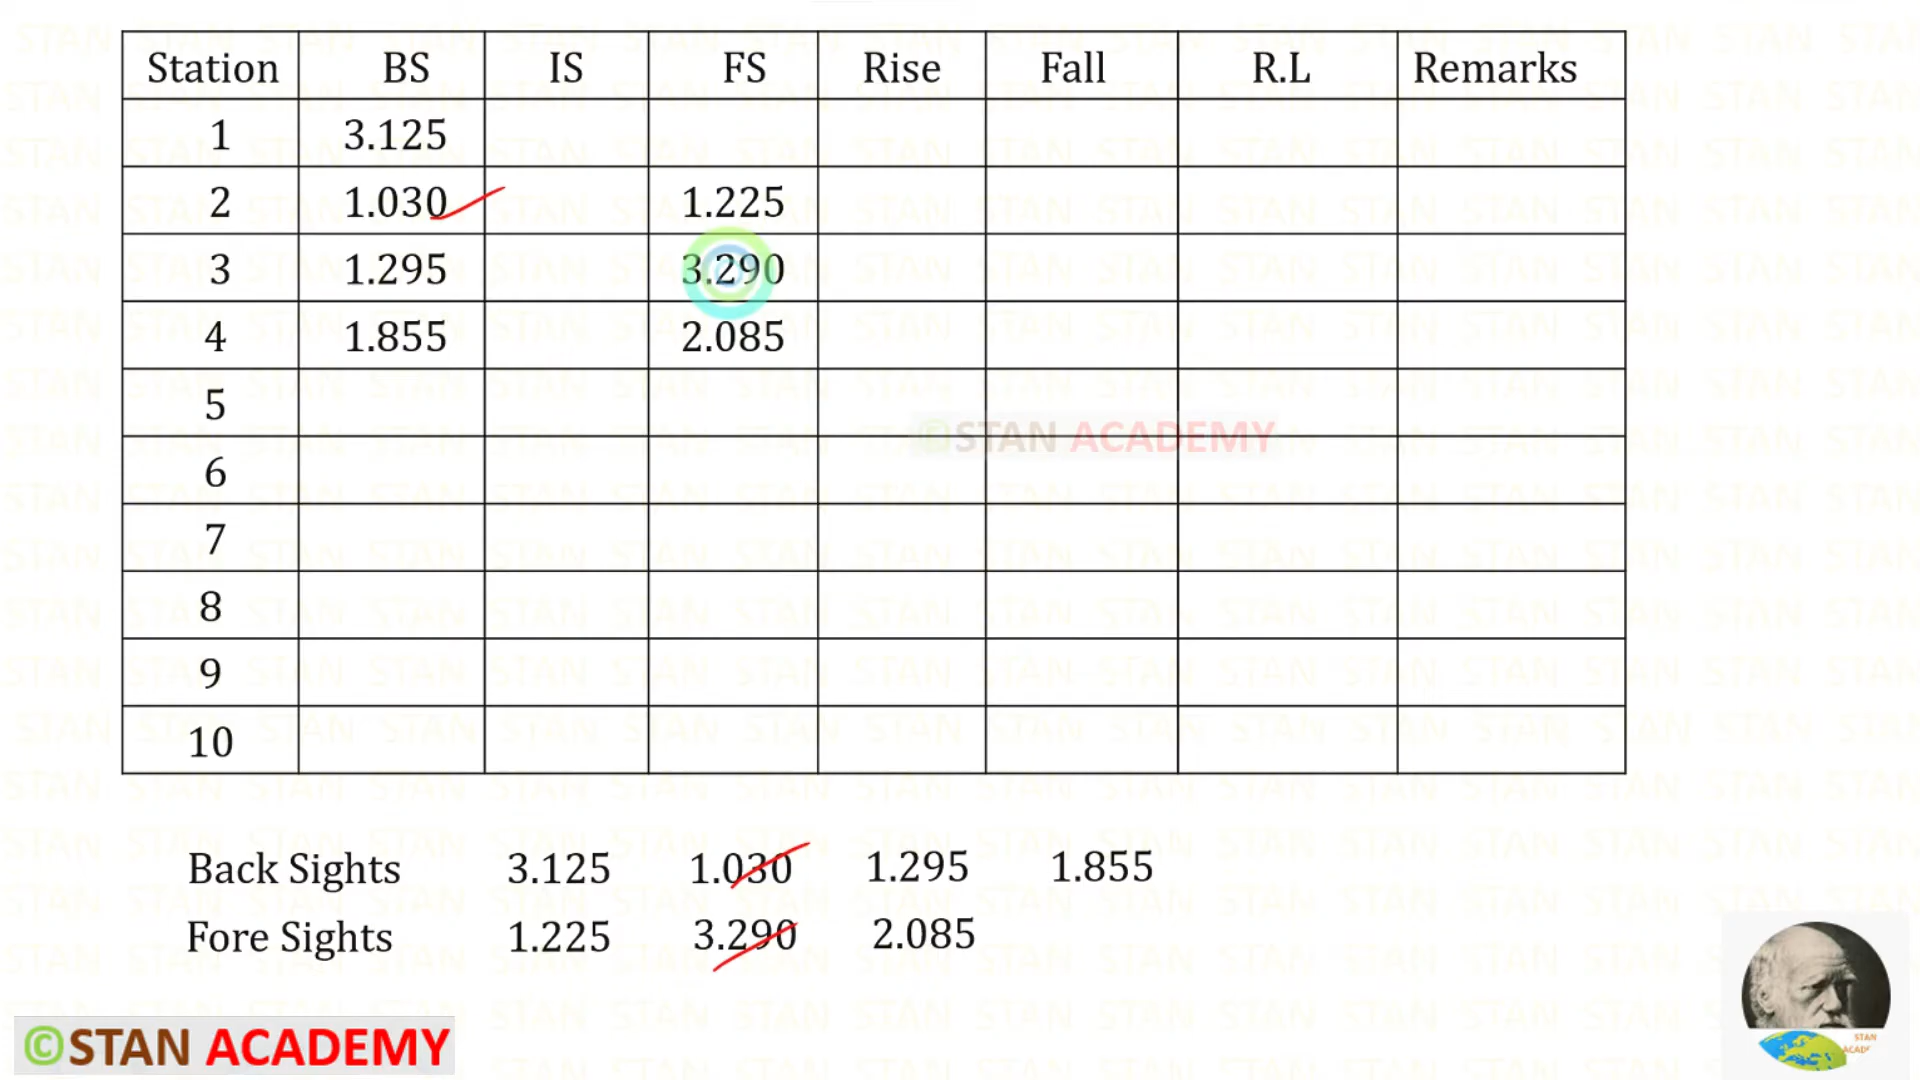 Station BS IS FS Rise Fall R.L Remarks
1 3.125
2 1.030 1.225
3 1.295 3.290
4 1.855 2.085
5
6
7
8
9
10
©STAN ACADEMY
Back Sights 3.125 1.030 1.295 1.855
Fore Sights 1.225 3.290 2.085
©STAN ACADEMY